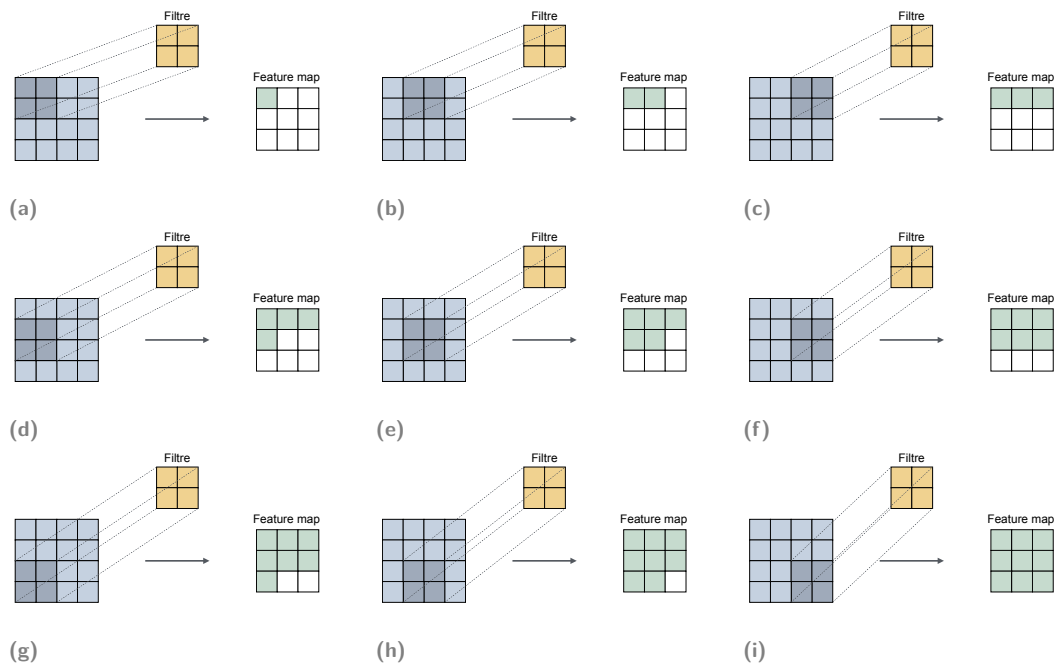 Filtre
Filtre
Filtre
Feature map
Feature map
Feature map
(a)
(b)
(c)
Filtre
Filtre
Filtre
Feature map
Feature map
Feature map
(d)
(e)
(f)
Filtre
Filtre
Filtre
Feature map
Feature map
Feature map
(g)
(h)
(i)